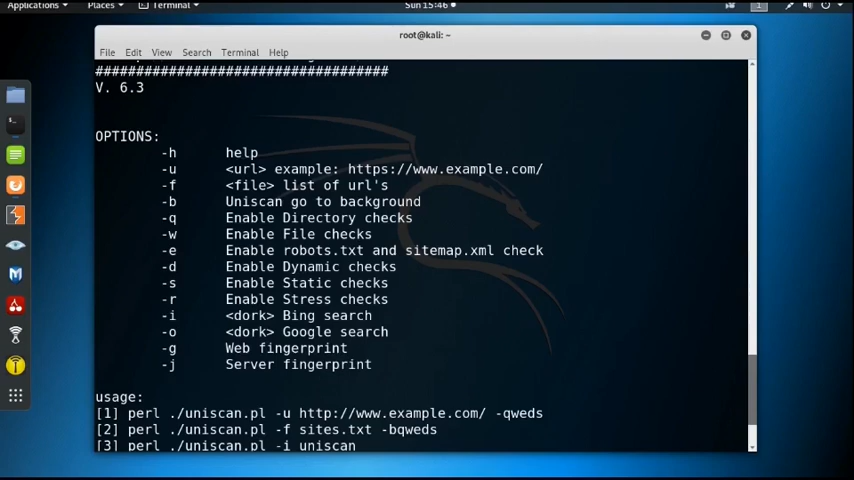 Applications Places Terminal Sun 15:46 1
root@kali: ~
File Edit View Search Terminal Help
####################################
V. 6.3
OPTIONS:
-h help
-u <url> example: https://www.example.com/
-f <file> list of url's
-b Uniscan go to background
-q Enable Directory checks
-w Enable File checks
-e Enable robots.txt and sitemap.xml check
-d Enable Dynamic checks
-s Enable Static checks
-r Enable Stress checks
-i <dork> Bing search
-o <dork> Google search
-g Web fingerprint
-j Server fingerprint
usage:
[1] perl ./uniscan.pl -u http://www.example.com/ -qweds
[2] perl ./uniscan.pl -f sites.txt -bqweds
[3] perl ./uniscan.pl -i uniscan